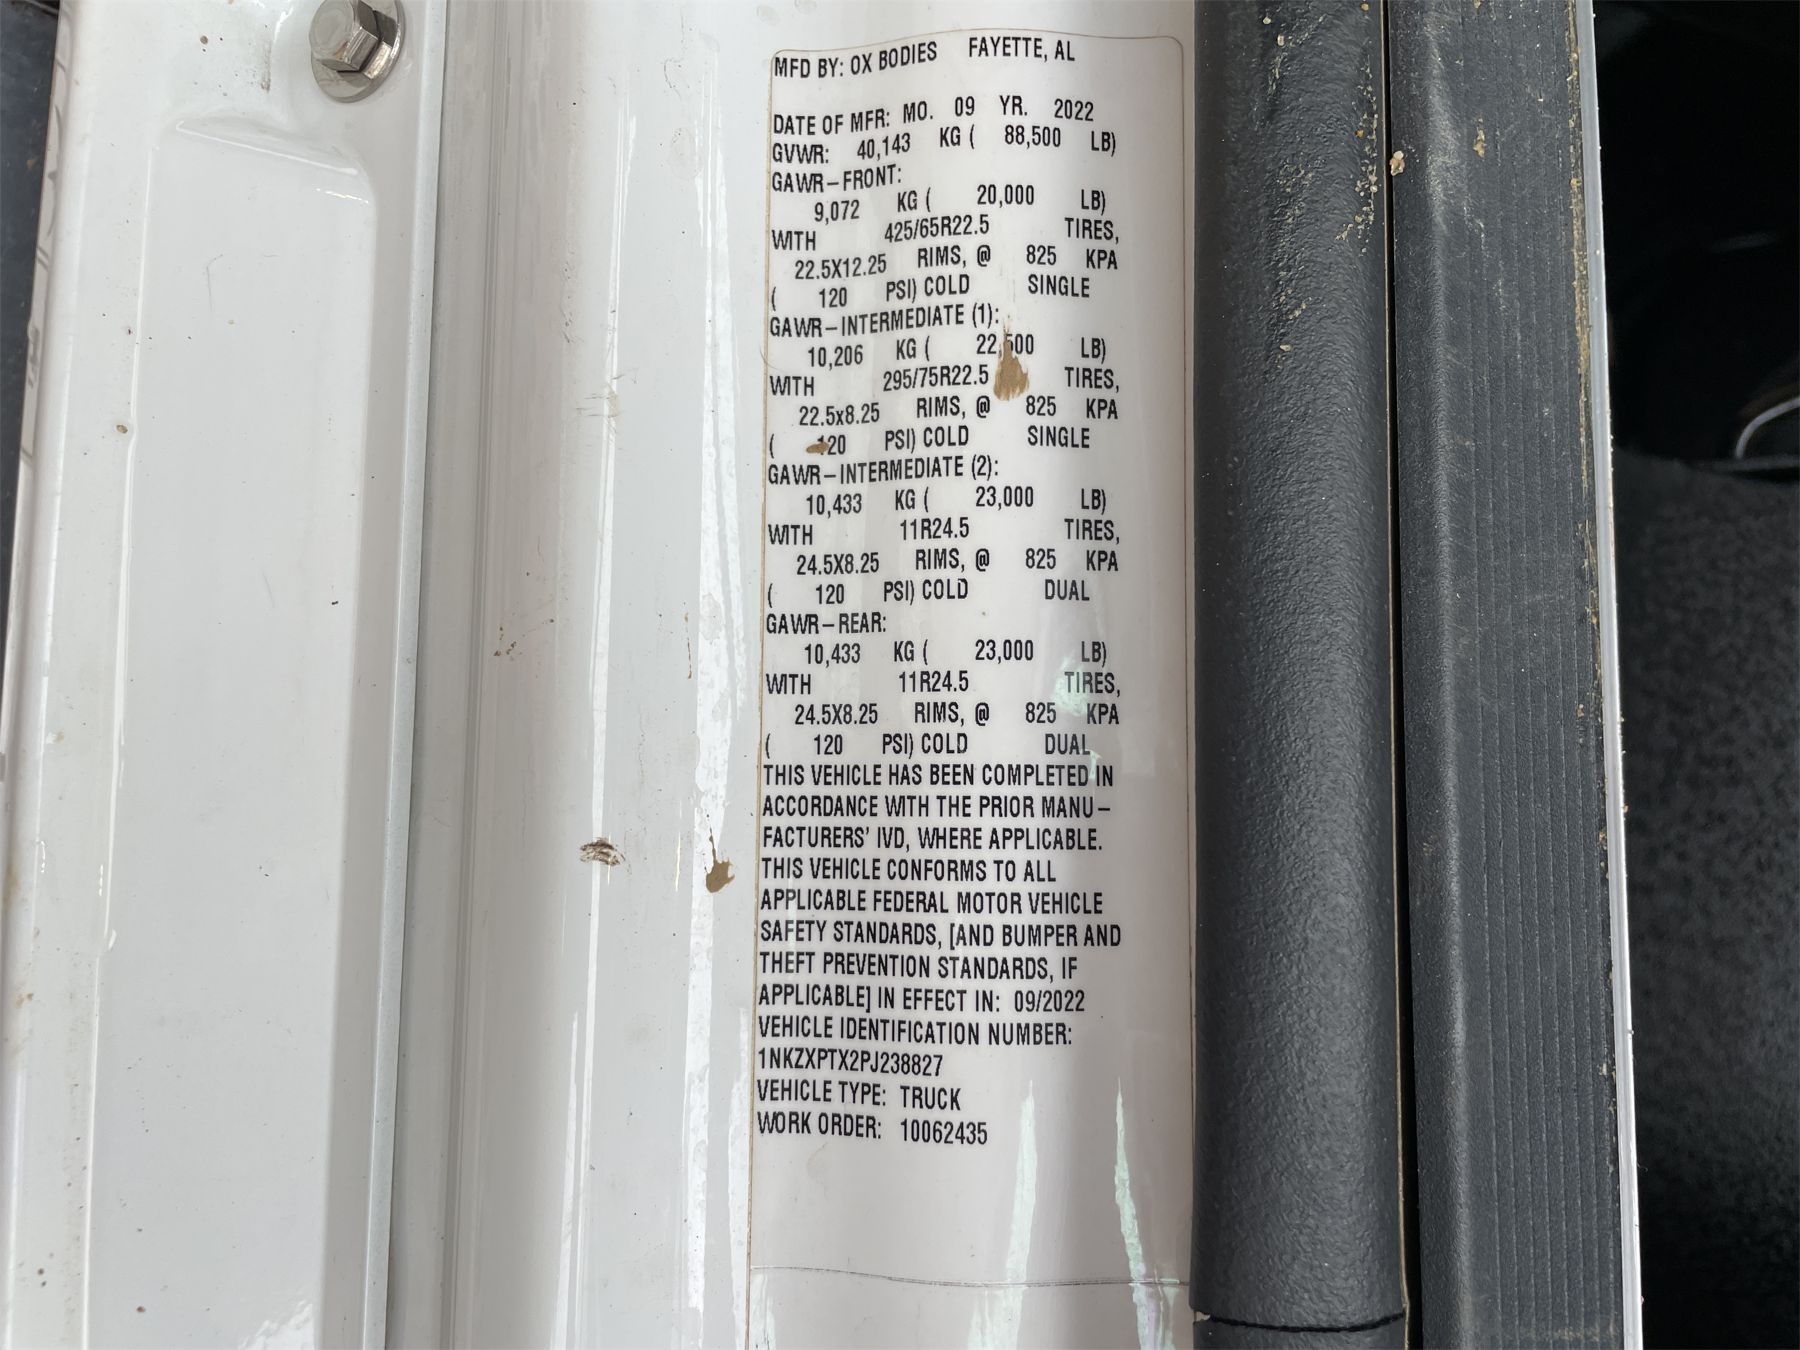 MFD BY: OX BODIES FAYETTE, AL
DATE OF MFR: MO. 09 YR. 2022
GVWR: 40,143 KG ( 88,500 LB)
GAWR-FRONT:
9,072 KG ( 20,000 LB)
WITH 425/65R22.5 TIRES,
22.5X12.25 RIMS, @ 825 KPA
( 120 PSI) COLD SINGLE
GAWR-INTERMEDIATE (1):
10,206 KG ( 22,500 LB)
WITH 295/75R22.5 TIRES,
22.5x8.25 RIMS, @ 825 KPA
( 120 PSI) COLD SINGLE
GAWR-INTERMEDIATE (2):
10,433 KG ( 23,000 LB)
WITH 11R24.5 TIRES,
24.5X8.25 RIMS, @ 825 KPA
( 120 PSI) COLD DUAL
GAWR-REAR:
10,433 KG ( 23,000 LB)
WITH 11R24.5 TIRES,
24.5X8.25 RIMS, @ 825 KPA
( 120 PSI) COLD DUAL
THIS VEHICLE HAS BEEN COMPLETED IN
ACCORDANCE WITH THE PRIOR MANU-
FACTURERS' IVD, WHERE APPLICABLE.
THIS VEHICLE CONFORMS TO ALL
APPLICABLE FEDERAL MOTOR VEHICLE
SAFETY STANDARDS, [AND BUMPER AND
THEFT PREVENTION STANDARDS, IF
APPLICABLE] IN EFFECT IN: 09/2022
VEHICLE IDENTIFICATION NUMBER:
1NKZXPTX2PJ238827
VEHICLE TYPE: TRUCK
WORK ORDER: 10062435